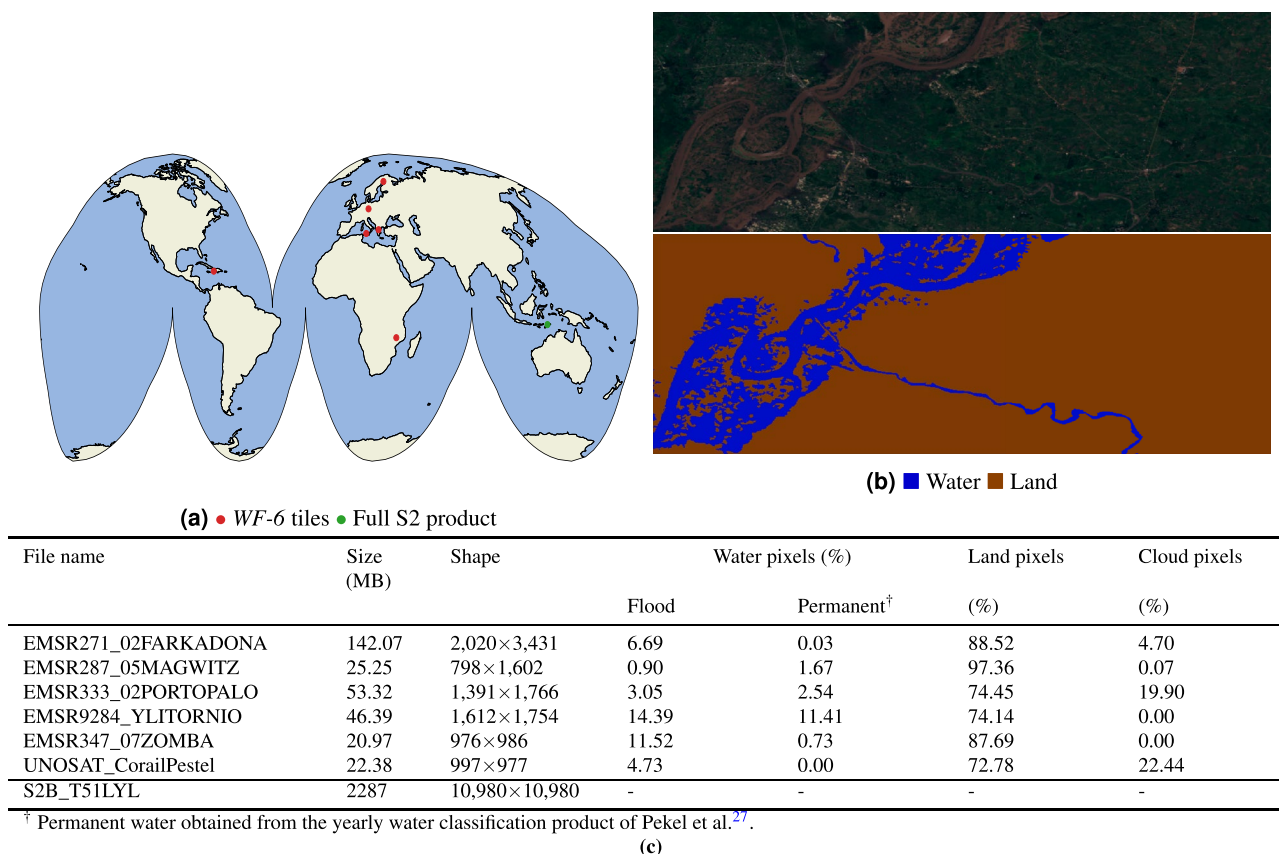 (b) Water Land
(a) WF-6 tiles Full S2 product
File name Size Shape Water pixels (%) Land pixels Cloud pixels
(MB)
Flood Permanent† (%) (%)
EMSR271_02FARKADONA 142.07 2,020×3,431 6.69 0.03 88.52 4.70
EMSR287_05MAGWITZ 25.25 798×1,602 0.90 1.67 97.36 0.07
EMSR333_02PORTOPALO 53.32 1,391×1,766 3.05 2.54 74.45 19.90
EMSR9284_YLITORNIO 46.39 1,612×1,754 14.39 11.41 74.14 0.00
EMSR347_07ZOMBA 20.97 976×986 11.52 0.73 87.69 0.00
UNOSAT_CorailPestel 22.38 997×977 4.73 0.00 72.78 22.44
S2B_T51LYL 2287 10,980×10,980 - - - -
† Permanent water obtained from the yearly water classification product of Pekel et al.27.
(c)